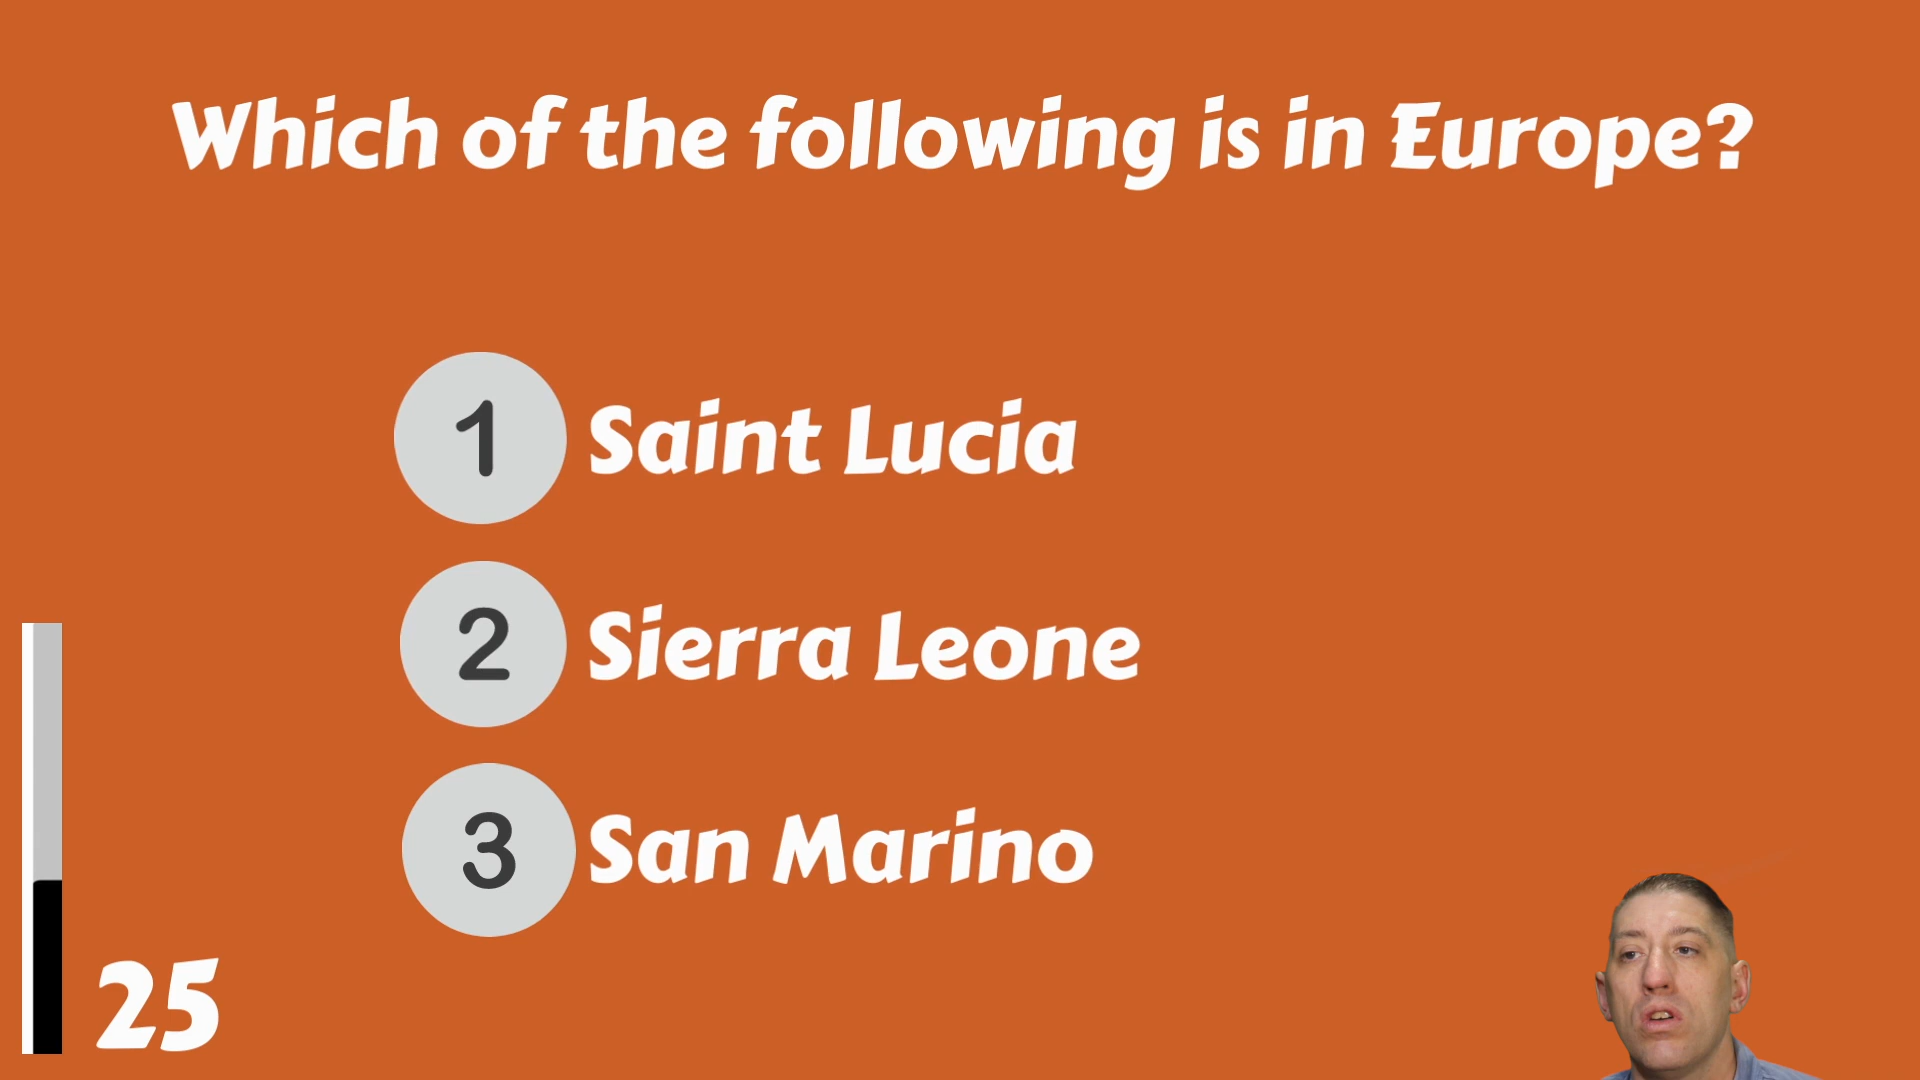 Which of the following is in Europe?
1 Saint Lucia
2 Sierra Leone
3 San Marino
25